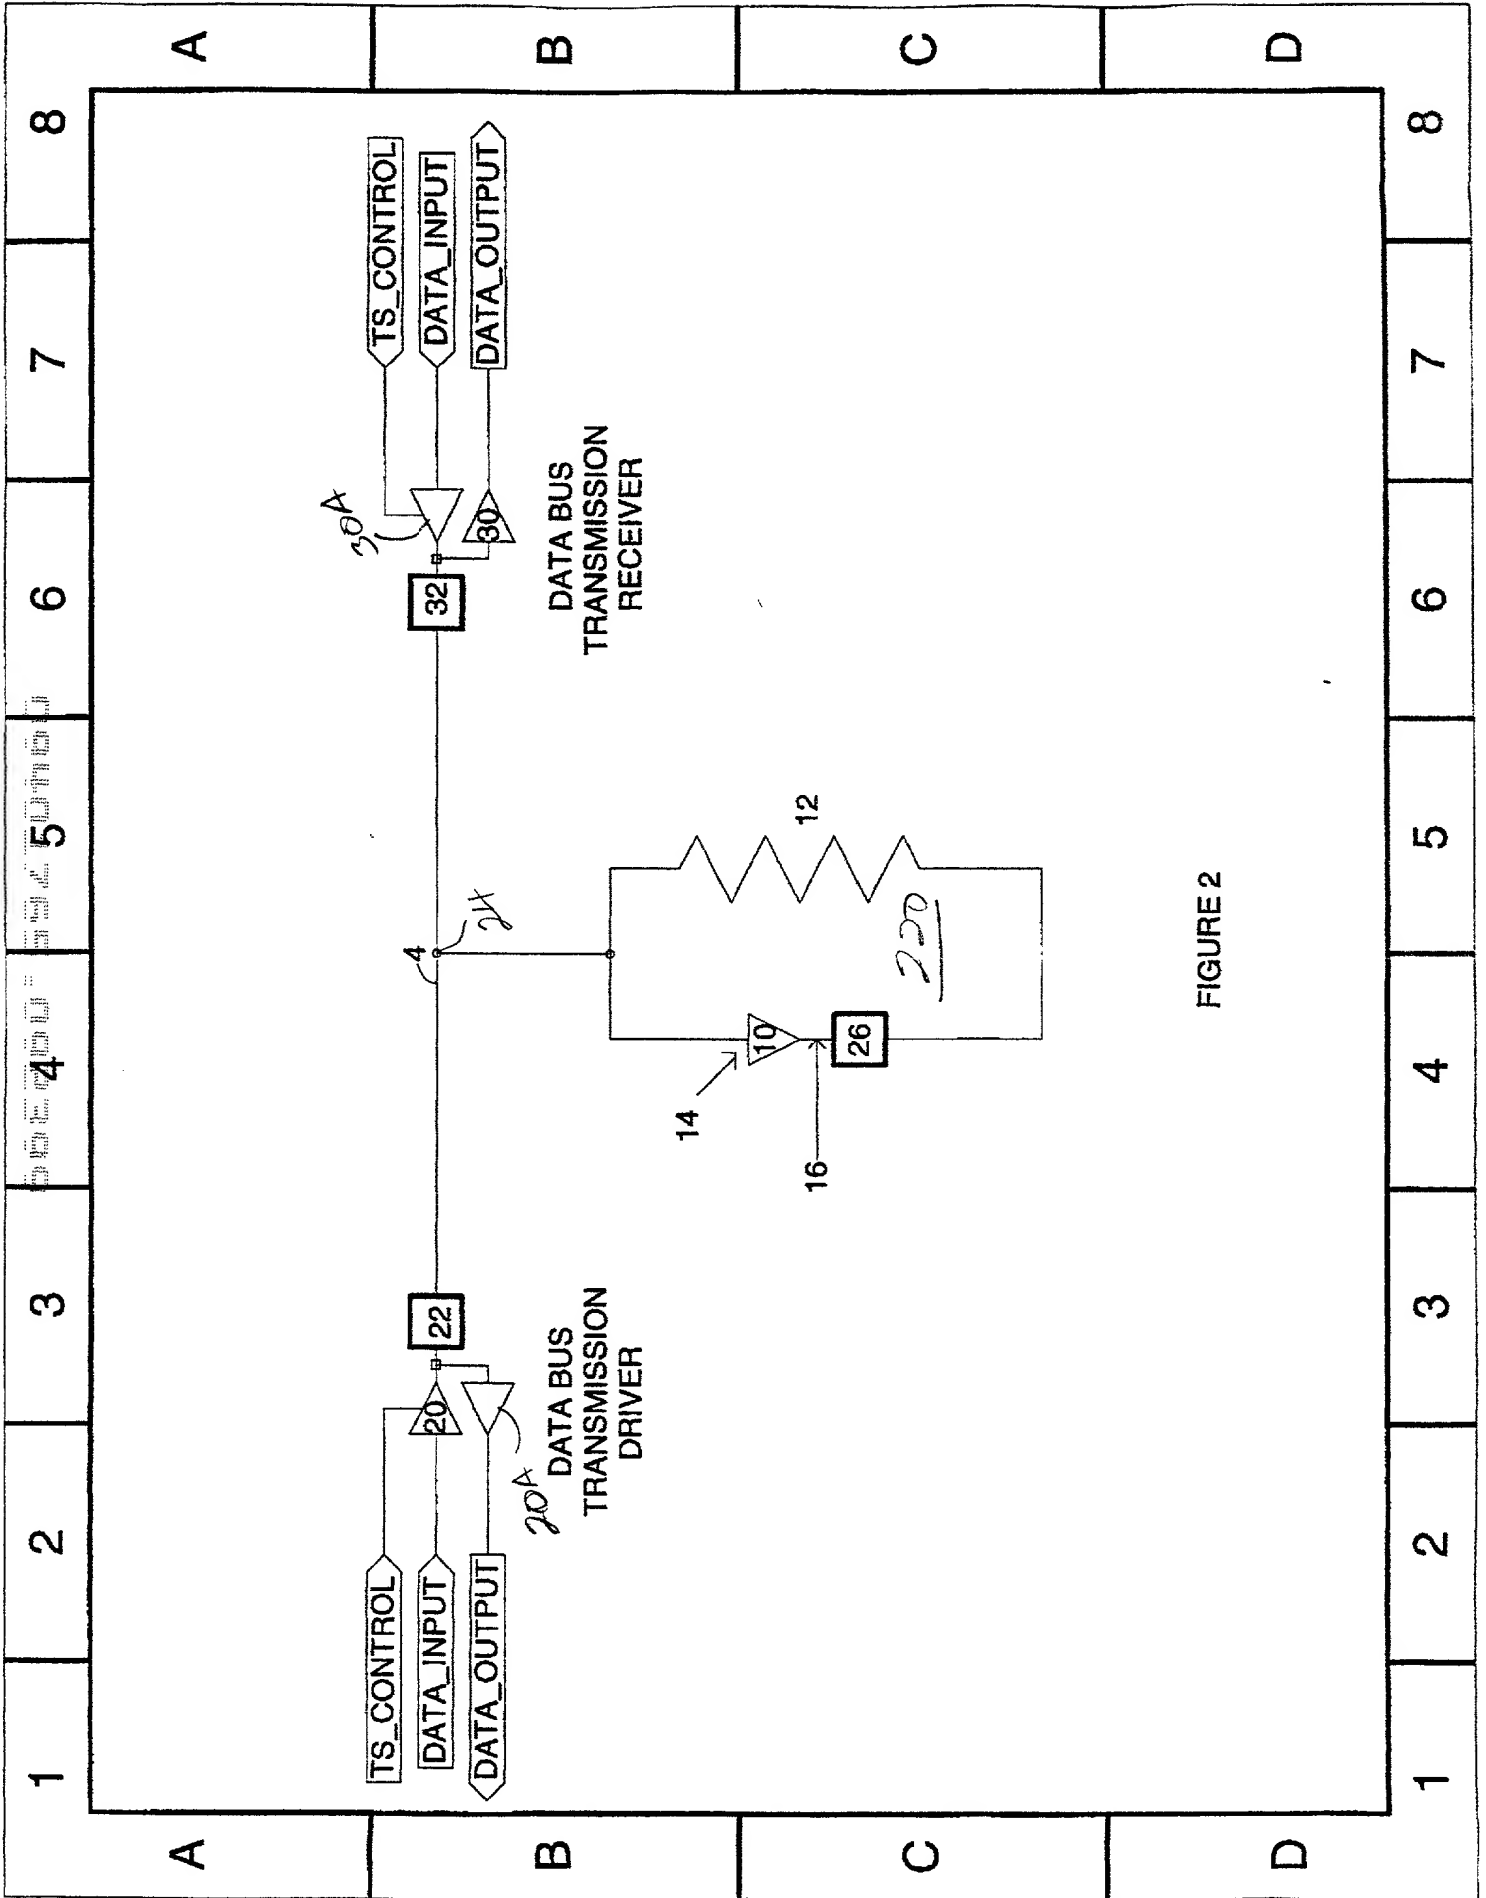 8
7
6
5
4
3
2
1
A
A
B
B
C
C
D
D
TS_CONTROL
DATA_INPUT
DATA_OUTPUT
20
20A
22
DATA BUS
TRANSMISSION
DRIVER
4
24
TS_CONTROL
DATA_INPUT
DATA_OUTPUT
30A
30
32
DATA BUS
TRANSMISSION
RECEIVER
14
10
16
26
12
220
FIGURE 2
1
2
3
4
5
6
7
8